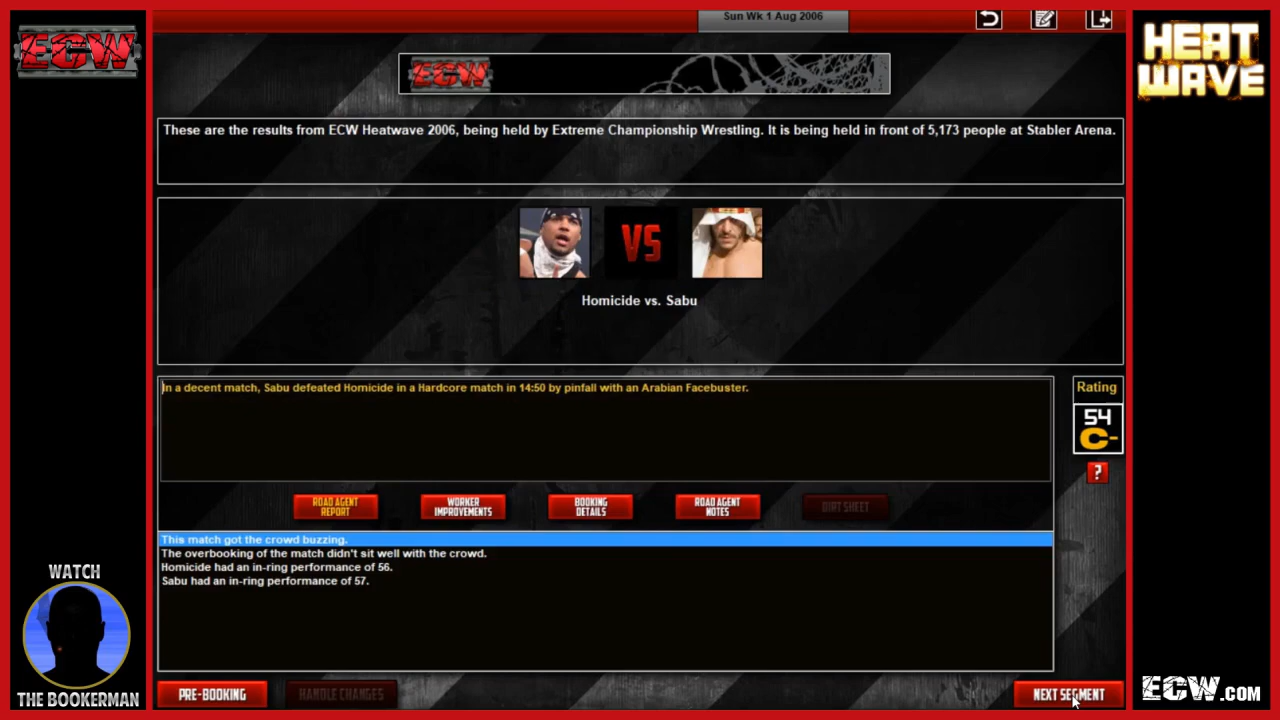 Sun Wk 1 Aug 2006
ECW
HEAT
WAVE
ECW
These are the results from ECW Heatwave 2006, being held by Extreme Championship Wrestling. It is being held in front of 5,173 people at Stabler Arena.
VS
Homicide vs. Sabu
In a decent match, Sabu defeated Homicide in a Hardcore match in 14:50 by pinfall with an Arabian Facebuster.
Rating
54
C-
?
ROAD AGENT
REPORT
WORKER
IMPROVEMENTS
BOOKING
DETAILS
ROAD AGENT
NOTES
DIRT SHEET
This match got the crowd buzzing.
The overbooking of the match didn't sit well with the crowd.
Homicide had an in-ring performance of 56.
Sabu had an in-ring performance of 57.
WATCH
THE BOOKERMAN
PRE-BOOKING
HANDLE CHANGES
NEXT SEGMENT
ECW.COM